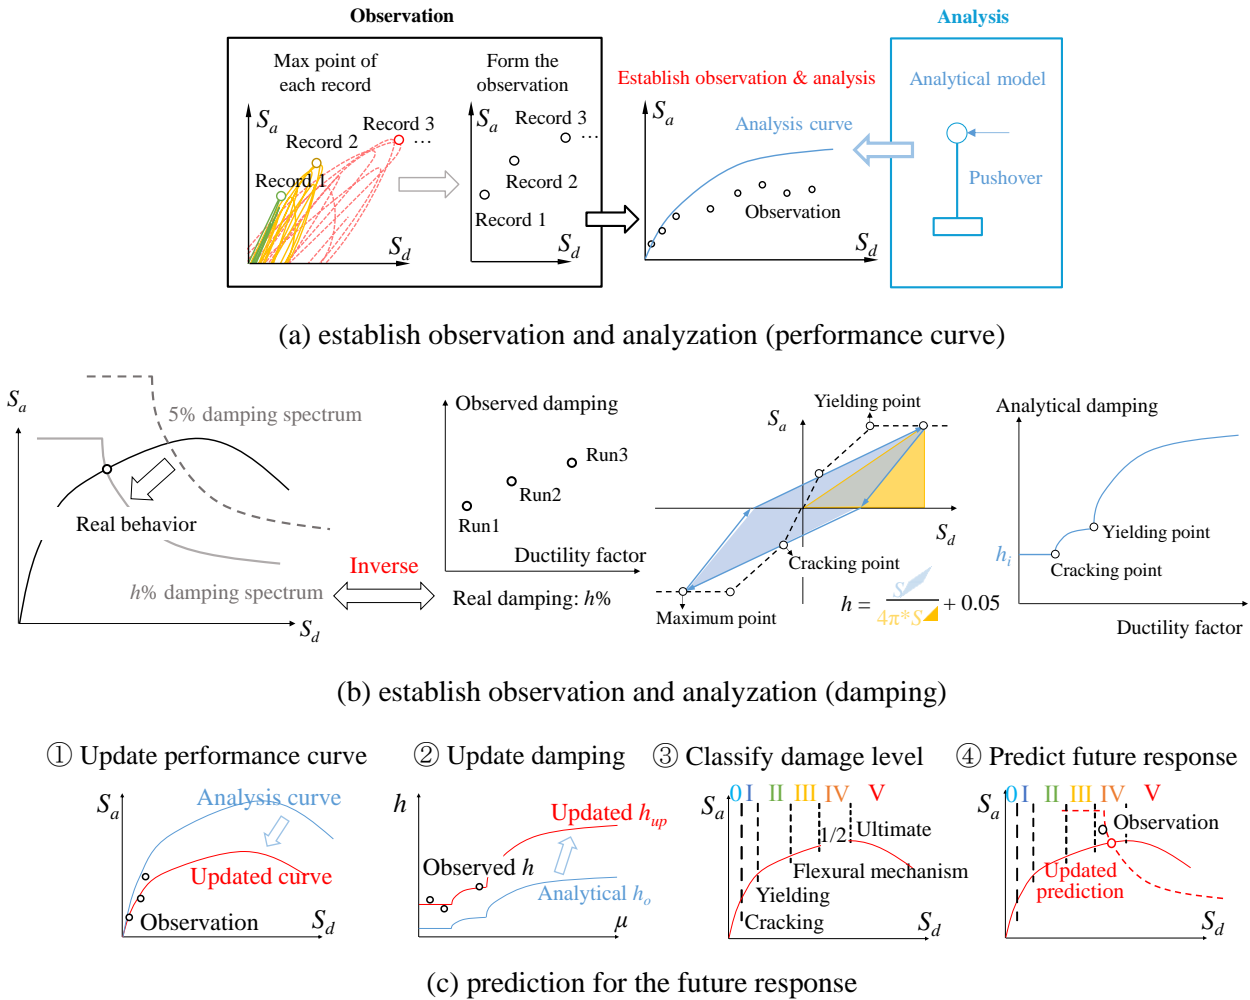 Observation
Analysis
Max point of
each record
Form the
observation
Sa
Record 3
...
Record 2
Record 1
Sd
Sa
Record 3
...
Record 2
Record 1
Sd
Establish observation & analysis
Sa
Analysis curve
Observation
Sd
Analytical model
Pushover
(a) establish observation and analyzation (performance curve)
Sa
5% damping spectrum
Real behavior
h% damping spectrum
Sd
Inverse
Observed damping
Run3
Run2
Run1
Ductility factor
Real damping: h%
Yielding point
Sa
Sd
Cracking point
Maximum point
h = S / 4π*S + 0.05
Analytical damping
Yielding point
hi
Cracking point
Ductility factor
(b) establish observation and analyzation (damping)
① Update performance curve
② Update damping
③ Classify damage level
④ Predict future response
Sa
Analysis curve
Updated curve
Observation
Sd
h
Updated hup
Observed h
Analytical ho
μ
0 I II III IV V
Sa
1/2 Ultimate
Flexural mechanism
Yielding
Cracking
Sd
0 I II III IV V
Sa
Observation
Updated
prediction
Sd
(c) prediction for the future response